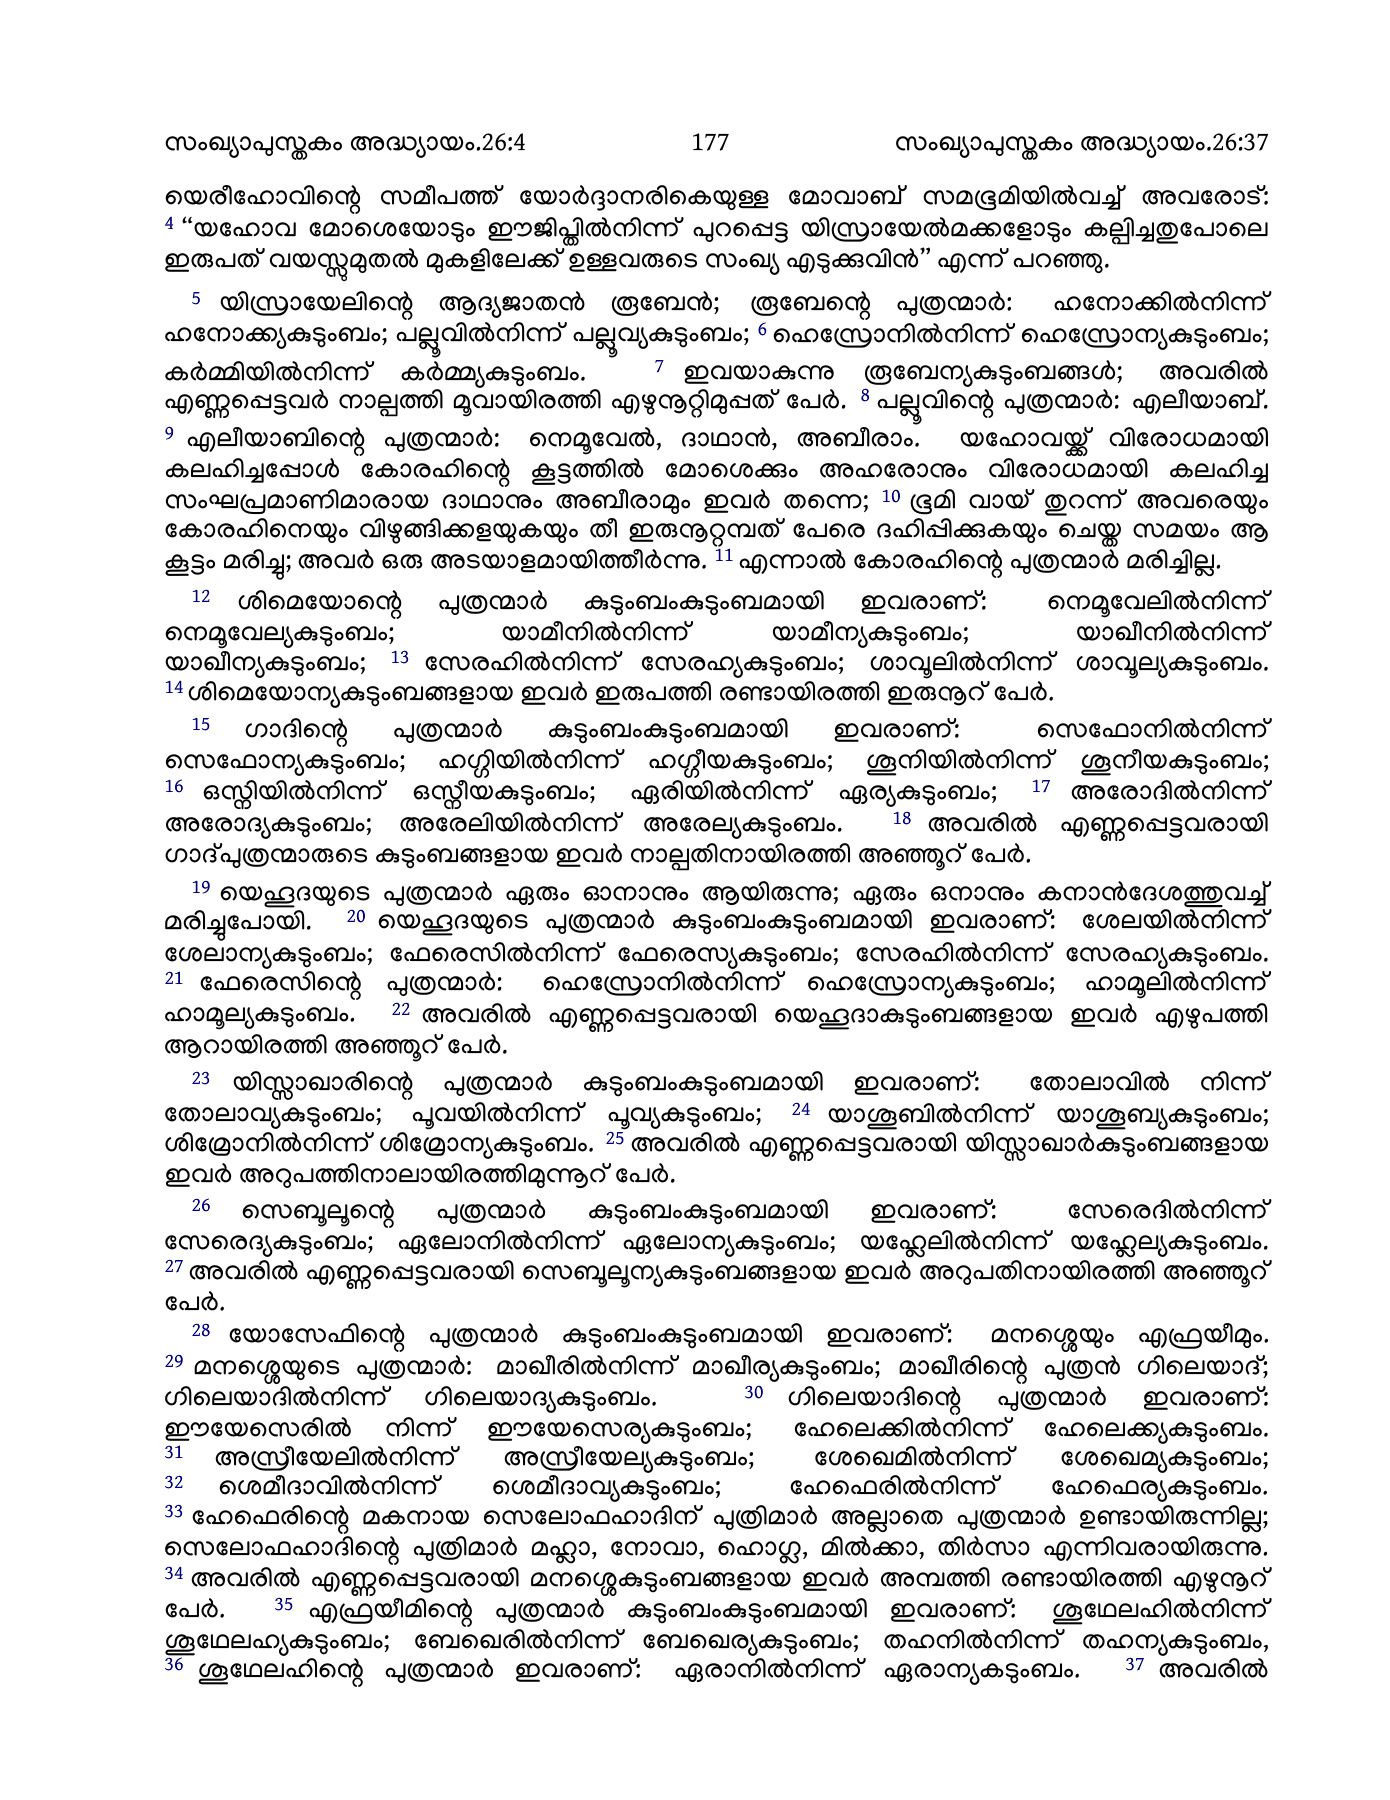 സംഖ്യാപുസ്തകം അദ്ധ്യായം.26:4 177 സംഖ്യാപുസ്തകം അദ്ധ്യായം.26:37
യെരീഹോവിന്റെ സമീപത്ത് യോർദ്ദാനരികെയുള്ള മോവാബ് സമഭൂമിയിൽവച്ച് അവരോട്:
4 “യഹോവ മോശെയോടും ഈജിപ്തിൽനിന്ന് പുറപ്പെട്ട യിസ്രായേൽമക്കളോടും കല്പിച്ചതുപോലെ
ഇരുപത് വയസ്സുമുതൽ മുകളിലേക്ക് ഉള്ളവരുടെ സംഖ്യ എടുക്കുവിൻ” എന്ന് പറഞ്ഞു.
5 യിസ്രായേലിന്റെ ആദ്യജാതൻ രൂബേൻ; രൂബേന്റെ പുത്രന്മാർ: ഹനോക്കിൽനിന്ന്
ഹനോക്ക്യകുടുംബം; പല്ലൂവിൽനിന്ന് പല്ലൂവ്യകുടുംബം; 6 ഹെസ്രോനിൽനിന്ന് ഹെസ്രോന്യകുടുംബം;
കർമ്മിയിൽനിന്ന് കർമ്മ്യകുടുംബം. 7 ഇവയാകുന്നു രൂബേന്യകുടുംബങ്ങൾ; അവരിൽ
എണ്ണപ്പെട്ടവർ നാല്പത്തി മൂവായിരത്തി എഴുനൂറ്റിമുപ്പത് പേർ. 8 പല്ലൂവിന്റെ പുത്രന്മാർ: എലീയാബ്.
9 എലീയാബിന്റെ പുത്രന്മാർ: നെമൂവേൽ, ദാഥാൻ, അബീരാം. യഹോവയ്ക്ക് വിരോധമായി
കലഹിച്ചപ്പോൾ കോരഹിന്റെ കൂട്ടത്തിൽ മോശെക്കും അഹരോനും വിരോധമായി കലഹിച്ച
സംഘപ്രമാണിമാരായ ദാഥാനും അബീരാമും ഇവർ തന്നെ; 10 ഭൂമി വായ് തുറന്ന് അവരെയും
കോരഹിനെയും വിഴുങ്ങിക്കളയുകയും തീ ഇരുനൂറ്റമ്പത് പേരെ ദഹിപ്പിക്കുകയും ചെയ്ത സമയം ആ
കൂട്ടം മരിച്ചു; അവർ ഒരു അടയാളമായിത്തീർന്നു. 11 എന്നാൽ കോരഹിന്റെ പുത്രന്മാർ മരിച്ചില്ല.
12 ശിമെയോന്റെ പുത്രന്മാർ കുടുംബംകുടുംബമായി ഇവരാണ്: നെമൂവേലിൽനിന്ന്
നെമൂവേല്യകുടുംബം; യാമീനിൽനിന്ന് യാമീന്യകുടുംബം; യാഖീനിൽനിന്ന്
യാഖീന്യകുടുംബം; 13 സേരഹിൽനിന്ന് സേരഹ്യകുടുംബം; ശാവൂലിൽനിന്ന് ശാവൂല്യകുടുംബം.
14 ശിമെയോന്യകുടുംബങ്ങളായ ഇവർ ഇരുപത്തി രണ്ടായിരത്തി ഇരുനൂറ് പേർ.
15 ഗാദിന്റെ പുത്രന്മാർ കുടുംബംകുടുംബമായി ഇവരാണ്: സെഫോനിൽനിന്ന്
സെഫോന്യകുടുംബം; ഹഗ്ഗിയിൽനിന്ന് ഹഗ്ഗീയകുടുംബം; ശൂനിയിൽനിന്ന് ശൂനീയകുടുംബം;
16 ഒസ്നിയിൽനിന്ന് ഒസ്നീയകുടുംബം; ഏരിയിൽനിന്ന് ഏര്യകുടുംബം; 17 അരോദിൽനിന്ന്
അരോദ്യകുടുംബം; അരേലിയിൽനിന്ന് അരേല്യകുടുംബം. 18 അവരിൽ എണ്ണപ്പെട്ടവരായി
ഗാദ്പുത്രന്മാരുടെ കുടുംബങ്ങളായ ഇവർ നാല്പതിനായിരത്തി അഞ്ഞൂറ് പേർ.
19 യെഹൂദയുടെ പുത്രന്മാർ ഏരും ഓനാനും ആയിരുന്നു; ഏരും ഒനാനും കനാൻദേശത്തുവച്ച്
മരിച്ചുപോയി. 20 യെഹൂദയുടെ പുത്രന്മാർ കുടുംബംകുടുംബമായി ഇവരാണ്: ശേലയിൽനിന്ന്
ശേലാന്യകുടുംബം; ഫേരെസിൽനിന്ന് ഫേരെസ്യകുടുംബം; സേരഹിൽനിന്ന് സേരഹ്യകുടുംബം.
21 ഫേരെസിന്റെ പുത്രന്മാർ: ഹെസ്രോനിൽനിന്ന് ഹെസ്രോന്യകുടുംബം; ഹാമൂലിൽനിന്ന്
ഹാമൂല്യകുടുംബം. 22 അവരിൽ എണ്ണപ്പെട്ടവരായി യെഹൂദാകുടുംബങ്ങളായ ഇവർ എഴുപത്തി
ആറായിരത്തി അഞ്ഞൂറ് പേർ.
23 യിസ്സാഖാരിന്റെ പുത്രന്മാർ കുടുംബംകുടുംബമായി ഇവരാണ്: തോലാവിൽ നിന്ന്
തോലാവ്യകുടുംബം; പൂവയിൽനിന്ന് പൂവ്യകുടുംബം; 24 യാശൂബിൽനിന്ന് യാശൂബ്യകുടുംബം;
ശിമ്രോനിൽനിന്ന് ശിമ്രോന്യകുടുംബം. 25 അവരിൽ എണ്ണപ്പെട്ടവരായി യിസ്സാഖാർകുടുംബങ്ങളായ
ഇവർ അറുപത്തിനാലായിരത്തിമുന്നൂറ് പേർ.
26 സെബൂലൂന്റെ പുത്രന്മാർ കുടുംബംകുടുംബമായി ഇവരാണ്: സേരെദിൽനിന്ന്
സേരെദ്യകുടുംബം; ഏലോനിൽനിന്ന് ഏലോന്യകുടുംബം; യഹ്ലേലിൽനിന്ന് യഹ്ലേല്യകുടുംബം.
27 അവരിൽ എണ്ണപ്പെട്ടവരായി സെബൂലൂന്യകുടുംബങ്ങളായ ഇവർ അറുപതിനായിരത്തി അഞ്ഞൂറ്
പേർ.
28 യോസേഫിന്റെ പുത്രന്മാർ കുടുംബംകുടുംബമായി ഇവരാണ്: മനശ്ശെയും എഫ്രയീമും.
29 മനശ്ശെയുടെ പുത്രന്മാർ: മാഖീരിൽനിന്ന് മാഖീര്യകുടുംബം; മാഖീരിന്റെ പുത്രൻ ഗിലെയാദ്;
ഗിലെയാദിൽനിന്ന് ഗിലെയാദ്യകുടുംബം. 30 ഗിലെയാദിന്റെ പുത്രന്മാർ ഇവരാണ്:
ഈയേസെരിൽ നിന്ന് ഈയേസെര്യകുടുംബം; ഹേലെക്കിൽനിന്ന് ഹേലെക്ക്യകുടുംബം.
31 അസ്രീയേലിൽനിന്ന് അസ്രീയേല്യകുടുംബം; ശേഖെമിൽനിന്ന് ശേഖെമ്യകുടുംബം;
32 ശെമീദാവിൽനിന്ന് ശെമീദാവ്യകുടുംബം; ഹേഫെരിൽനിന്ന് ഹേഫെര്യകുടുംബം.
33 ഹേഫെരിന്റെ മകനായ സെലോഫഹാദിന് പുത്രിമാർ അല്ലാതെ പുത്രന്മാർ ഉണ്ടായിരുന്നില്ല;
സെലോഫഹാദിന്റെ പുത്രിമാർ മഹ്ലാ, നോവാ, ഹൊഗ്ല, മിൽക്കാ, തിർസാ എന്നിവരായിരുന്നു.
34 അവരിൽ എണ്ണപ്പെട്ടവരായി മനശ്ശെകുടുംബങ്ങളായ ഇവർ അമ്പത്തി രണ്ടായിരത്തി എഴുനൂറ്
പേർ. 35 എഫ്രയീമിന്റെ പുത്രന്മാർ കുടുംബംകുടുംബമായി ഇവരാണ്: ശൂഥേലഹിൽനിന്ന്
ശൂഥേലഹ്യകുടുംബം; ബേഖെരിൽനിന്ന് ബേഖെര്യകുടുംബം; തഹനിൽനിന്ന് തഹന്യകുടുംബം,
36 ശൂഥേലഹിന്റെ പുത്രന്മാർ ഇവരാണ്: ഏരാനിൽനിന്ന് ഏരാന്യകടുംബം. 37 അവരിൽ